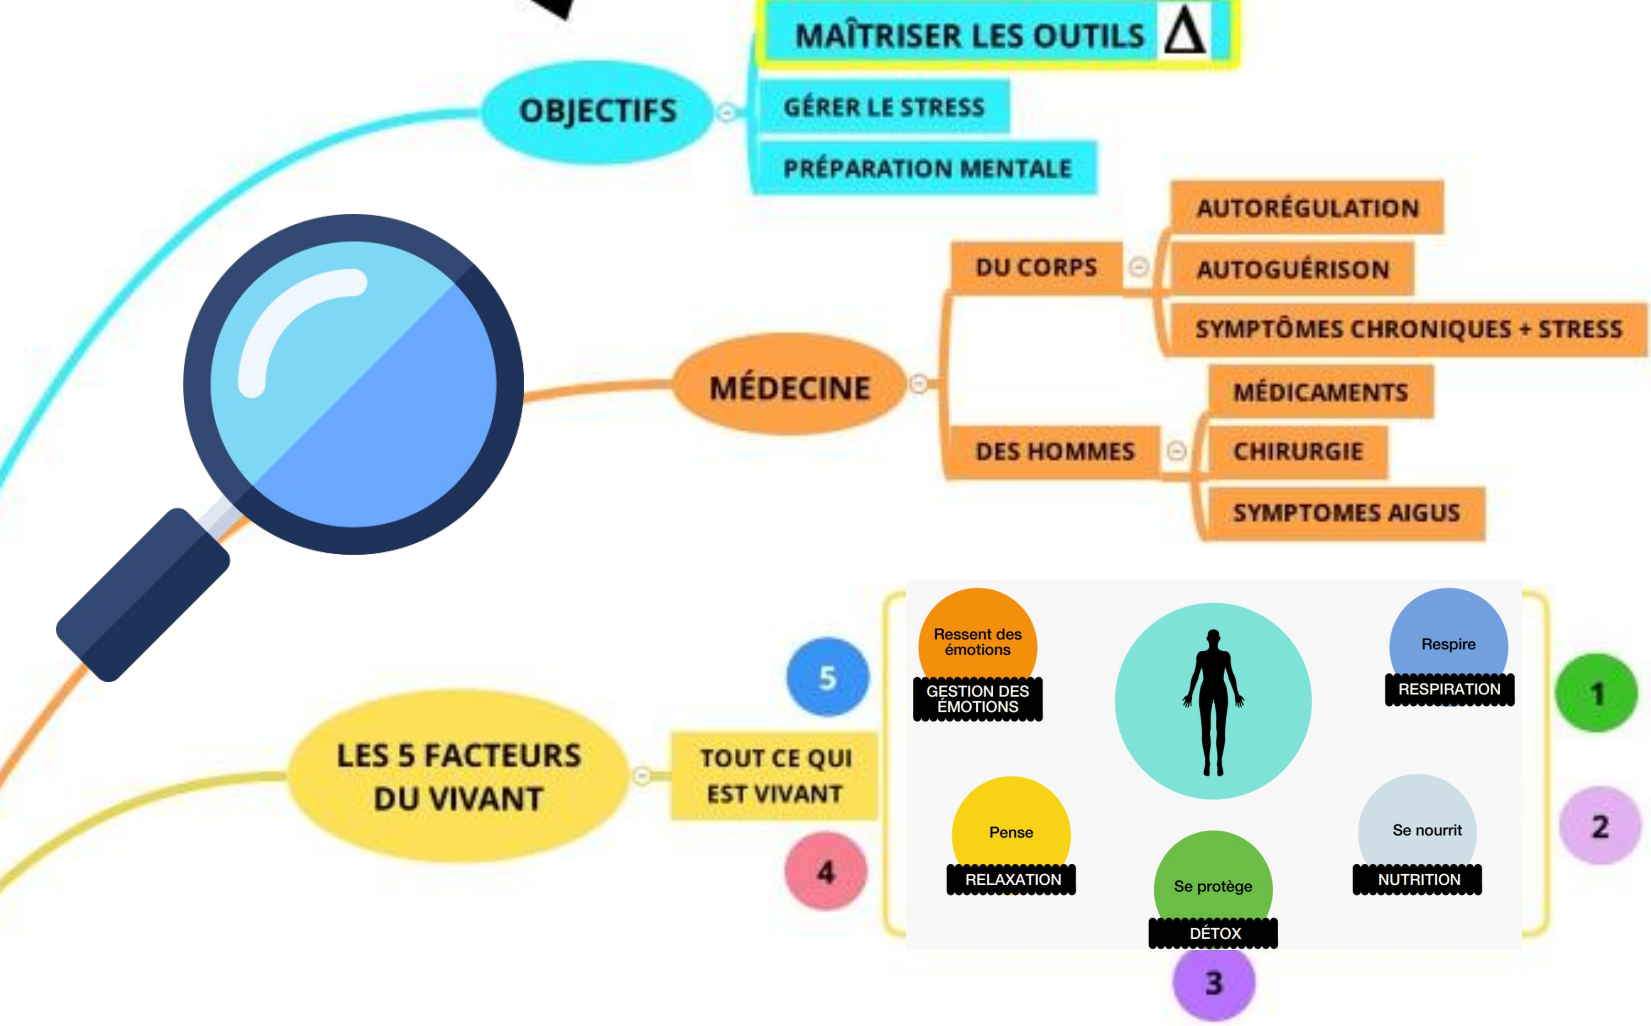 MAÎTRISER LES OUTILS Δ
OBJECTIFS
GÉRER LE STRESS
PRÉPARATION MENTALE
AUTORÉGULATION
DU CORPS
AUTOGUÉRISON
SYMPTÔMES CHRONIQUES + STRESS
MÉDECINE
MÉDICAMENTS
DES HOMMES
CHIRURGIE
SYMPTOMES AIGUS
LES 5 FACTEURS
DU VIVANT
TOUT CE QUI
EST VIVANT
5
4
Ressent des
émotions
GESTION DES
ÉMOTIONS
Respire
RESPIRATION
1
Pense
RELAXATION
Se nourrit
NUTRITION
2
Se protège
DÉTOX
3